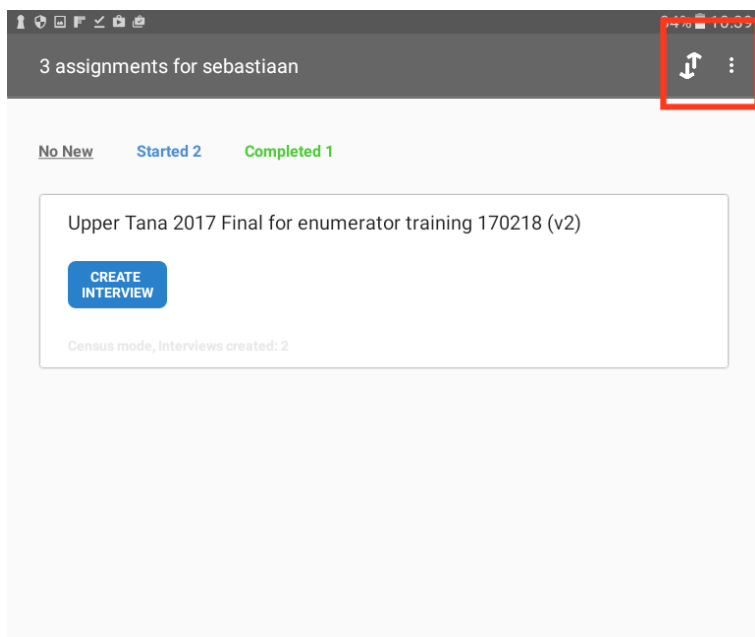 3 assignments for sebastiaan
No New Started 2 Completed 1
Upper Tana 2017 Final for enumerator training 170218 (v2)
CREATE
INTERVIEW
Census mode, Interviews created: 2